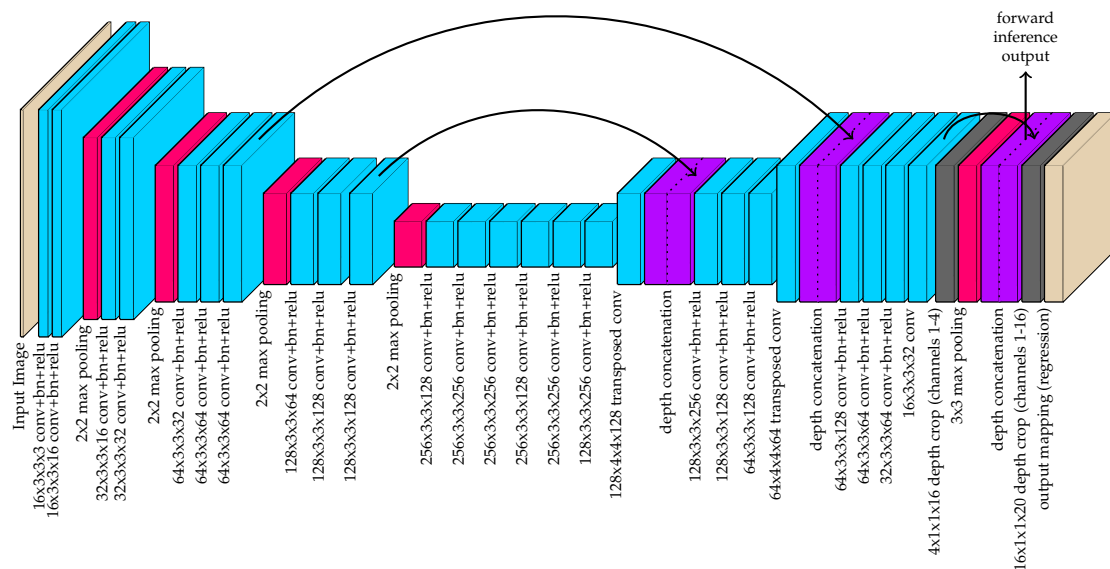 forward
inference
output
Input Image
16x3x3x3 conv+bn+relu
16x3x3x16 conv+bn+relu
2x2 max pooling
32x3x3x16 conv+bn+relu
32x3x3x32 conv+bn+relu
2x2 max pooling
64x3x3x32 conv+bn+relu
64x3x3x64 conv+bn+relu
64x3x3x64 conv+bn+relu
2x2 max pooling
128x3x3x64 conv+bn+relu
128x3x3x128 conv+bn+relu
128x3x3x128 conv+bn+relu
2x2 max pooling
256x3x3x128 conv+bn+relu
256x3x3x256 conv+bn+relu
256x3x3x256 conv+bn+relu
256x3x3x128 conv+bn+relu
256x3x3x256 conv+bn+relu
128x3x3x256 conv+bn+relu
128x4x4x128 transposed conv
depth concatenation
128x3x3x256 conv+bn+relu
128x3x3x128 conv+bn+relu
64x3x3x128 conv+bn+relu
64x4x4x64 transposed conv
depth concatenation
64x3x3x128 conv+bn+relu
64x3x3x64 conv+bn+relu
32x3x3x64 conv+bn+relu
16x3x3x32 conv
4x1x1x16 depth crop (channels 1-4)
3x3 max pooling
depth concatenation
16x1x1x20 depth crop (channels 1-16)
output mapping (regression)